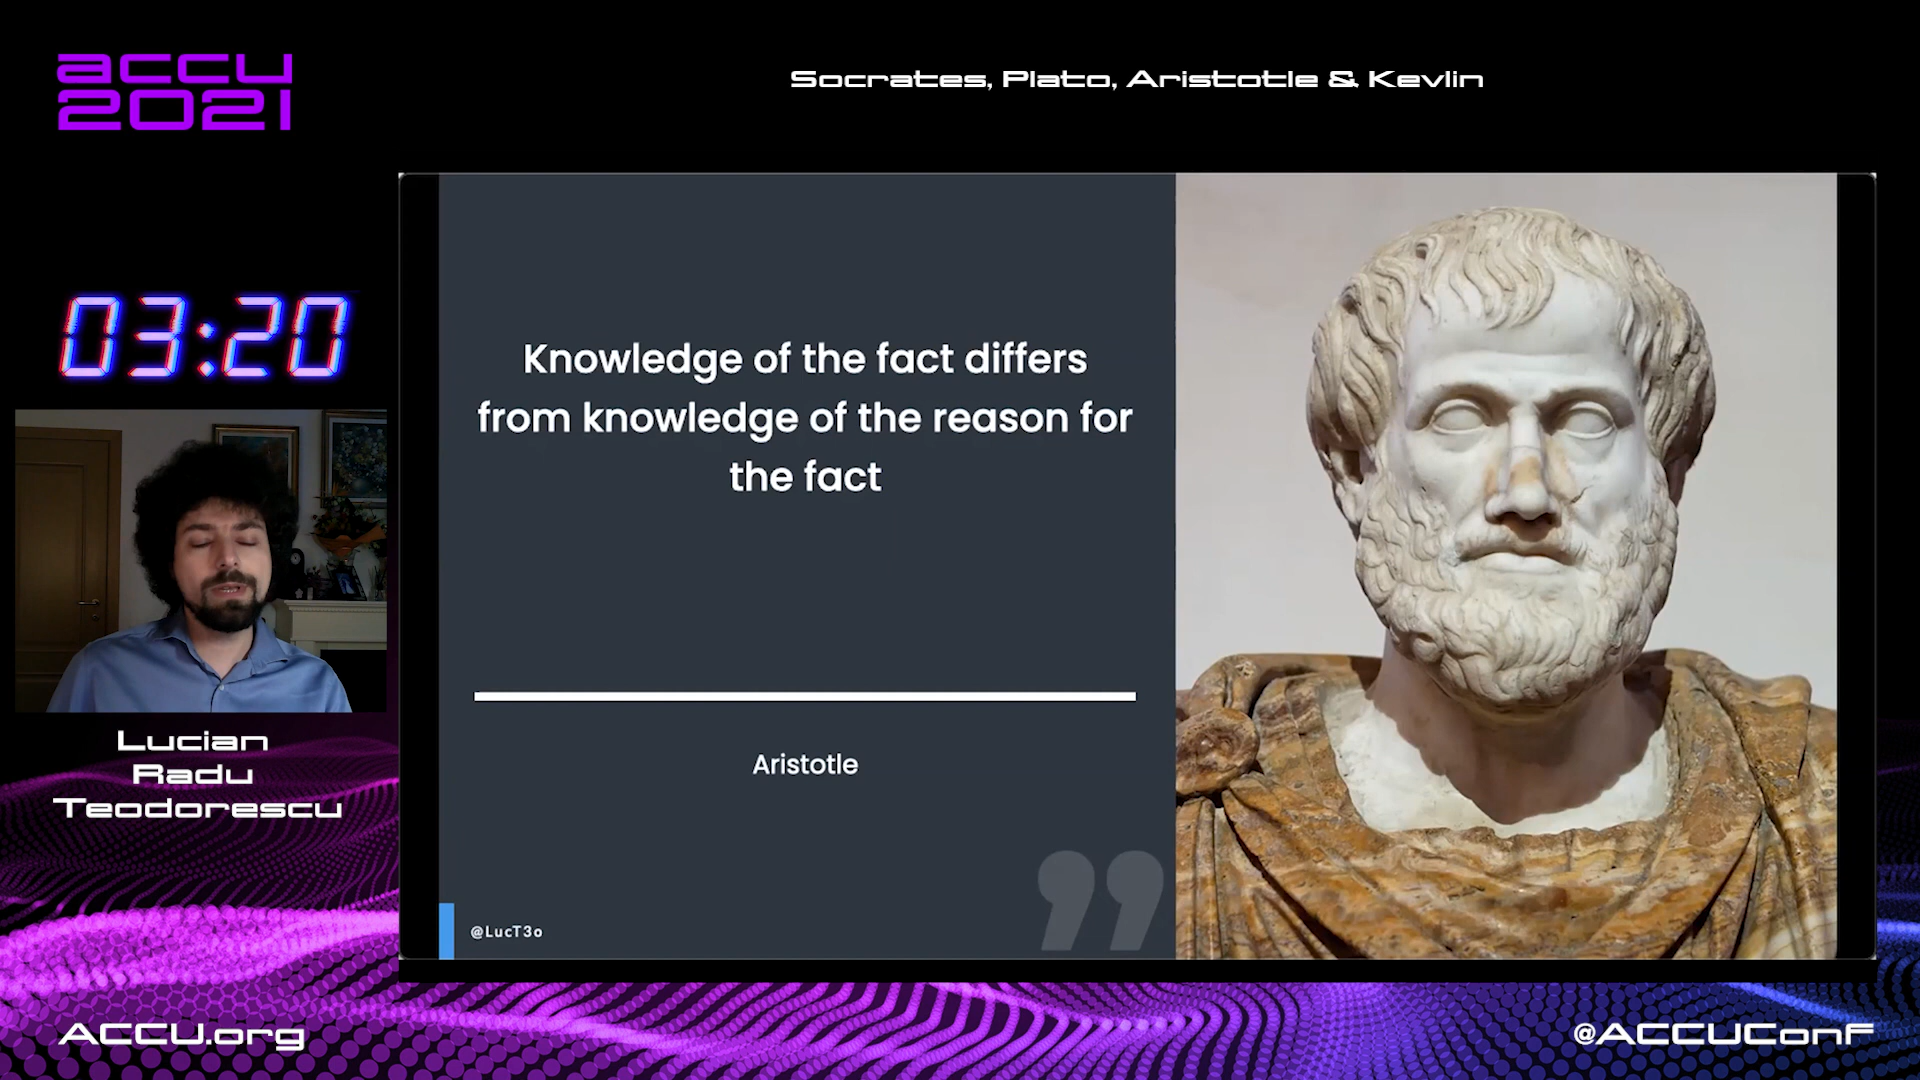 accu
2021
Socrates, Plato, Aristotle & Kevlin
03:20
Knowledge of the fact differs
from knowledge of the reason for
the fact
Aristotle
@LucT3o
Lucian
Radu
Teodorescu
ACCU.org
@ACCUConf